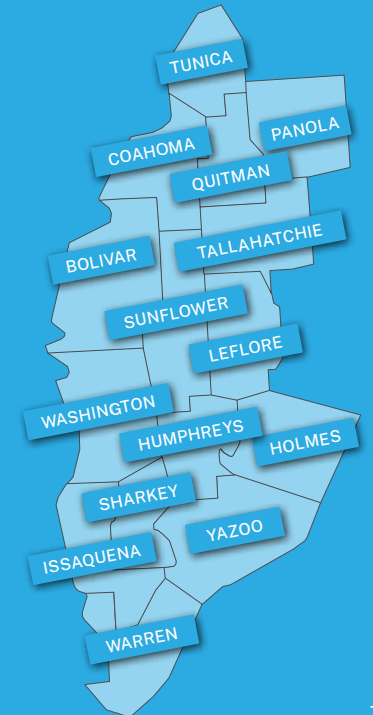 TUNICA
PANOLA
COAHOMA
QUITMAN
TALLAHATCHIE
BOLIVAR
SUNFLOWER
LEFLORE
WASHINGTON
HUMPHREYS
HOLMES
SHARKEY
YAZOO
ISSAQUENA
WARREN